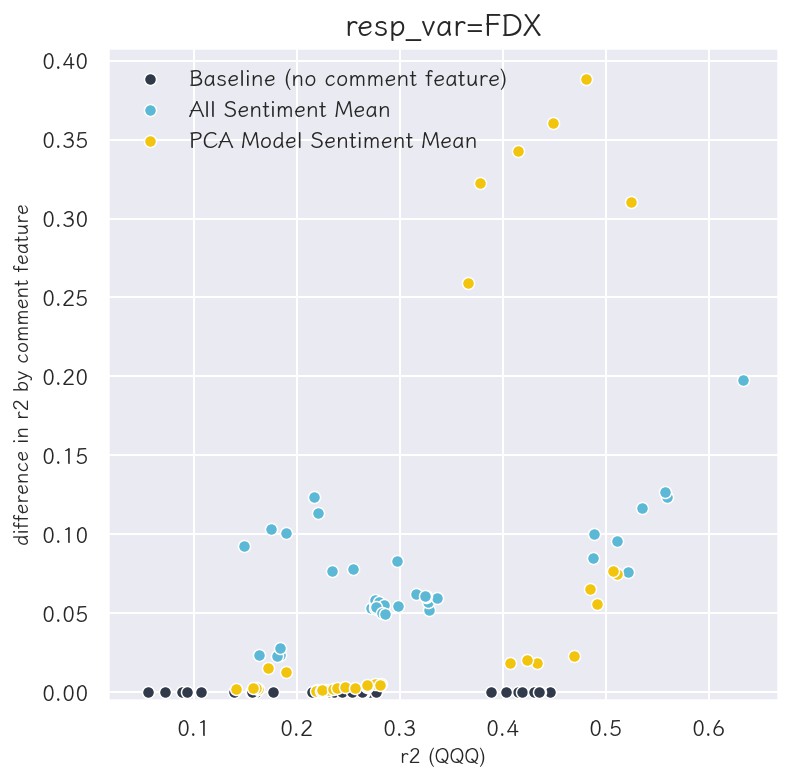 resp_var=FDX
Baseline (no comment feature)
All Sentiment Mean
PCA Model Sentiment Mean
difference in r2 by comment feature
0.40
0.35
0.30
0.25
0.20
0.15
0.10
0.05
0.00
0.1 0.2 0.3 0.4 0.5 0.6
r2 (QQQ)